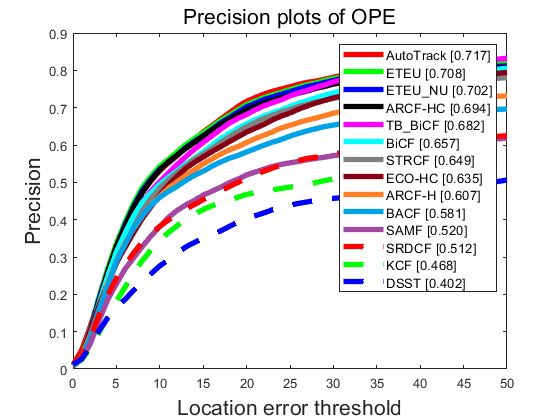 Precision plots of OPE
0.9
0.8
0.7
0.6
0.5
0.4
0.3
0.2
0.1
0
Precision
AutoTrack [0.717]
ETEU [0.708]
ETEU_NU [0.702]
ARCF-HC [0.694]
TB_BiCF [0.682]
BiCF [0.657]
STRCF [0.649]
ECO-HC [0.635]
ARCF-H [0.607]
BACF [0.581]
SAMF [0.520]
SRDCF [0.512]
KCF [0.468]
DSST [0.402]
0 5 10 15 20 25 30 35 40 45 50
Location error threshold